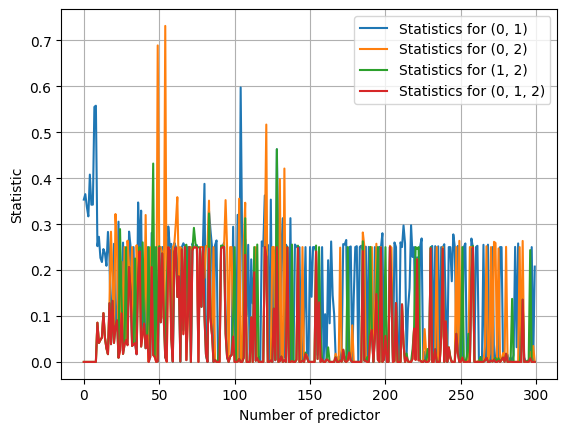 Statistics for (0, 1)
Statistics for (0, 2)
Statistics for (1, 2)
Statistics for (0, 1, 2)
Statistic
0.7
0.6
0.5
0.4
0.3
0.2
0.1
0.0
0
50
100
150
200
250
300
Number of predictor